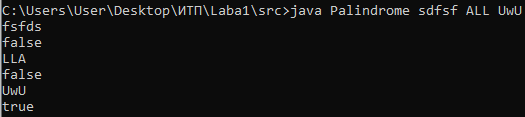 C:\Users\User\Desktop\ИТП\Laba1\src>java Palindrome sdfsf ALL UwU
fsfds
false
LLA
false
UwU
true